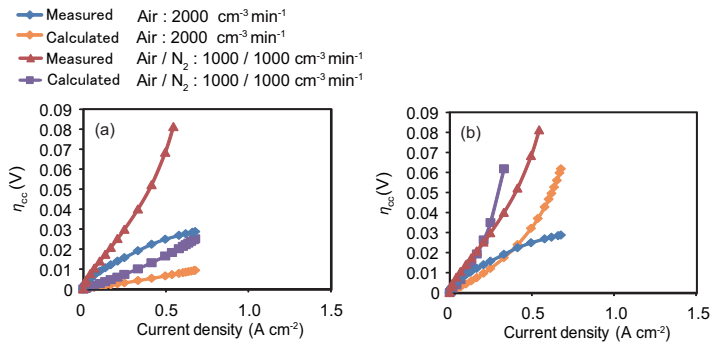 Measured Air : 2000 cm-3 min-1
Calculated Air : 2000 cm-3 min-1
Measured Air / N2 : 1000 / 1000 cm-3 min-1
Calculated Air / N2 : 1000 / 1000 cm-3 min-1
(a)
ηcc (V)
0.09
0.08
0.07
0.06
0.05
0.04
0.03
0.02
0.01
0
0 0.5 1.0 1.5
Current density (A cm-2)
(b)
ηcc (V)
0.09
0.08
0.07
0.06
0.05
0.04
0.03
0.02
0.01
0
0 0.5 1.0 1.5
Current density (A cm-2)